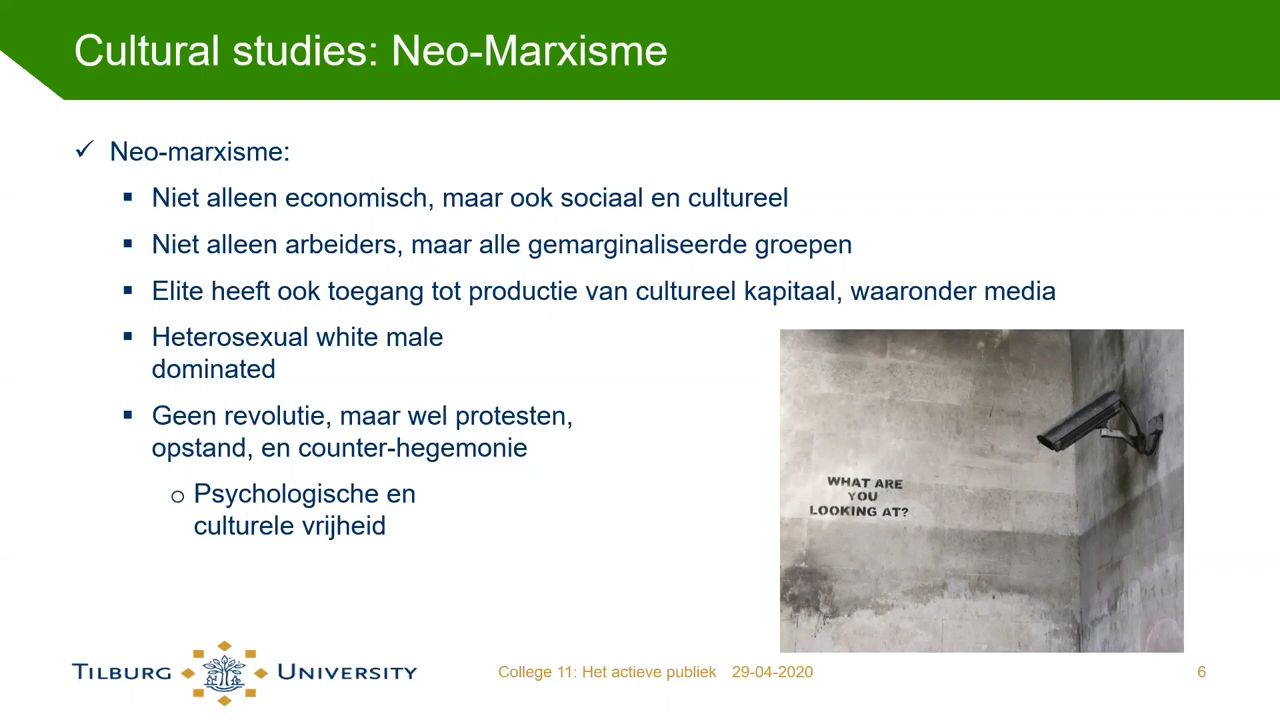 Cultural studies: Neo-Marxisme
Neo-marxisme:
Niet alleen economisch, maar ook sociaal en cultureel
Niet alleen arbeiders, maar alle gemarginaliseerde groepen
Elite heeft ook toegang tot productie van cultureel kapitaal, waaronder media
Heterosexual white male
dominated
Geen revolutie, maar wel protesten,
opstand, en counter-hegemonie
Psychologische en
culturele vrijheid
WHAT ARE
YOU
LOOKING AT?
TILBURG UNIVERSITY
College 11: Het actieve publiek 29-04-2020
6